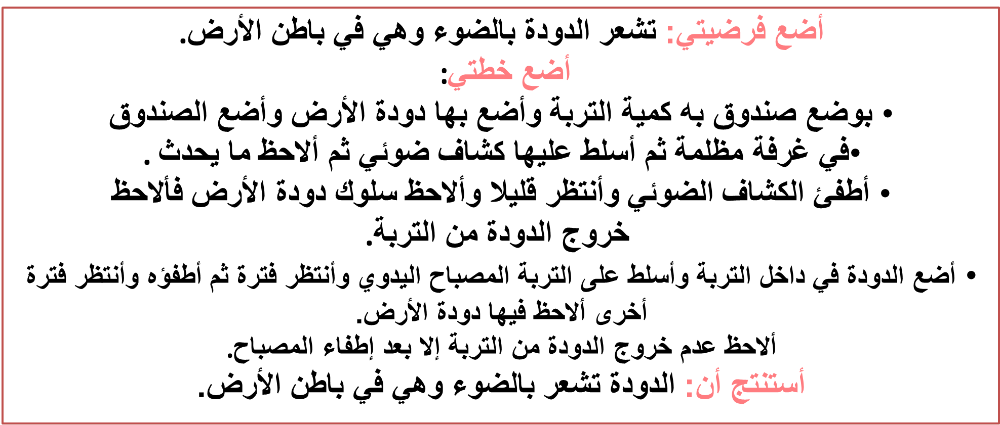 أضع فرضيتي: تشعر الدودة بالضوء وهي في باطن الأرض.
أضع خطتي:
• بوضع صندوق به كمية التربة وأضع بها دودة الأرض وأضع الصندوق
•في غرفة مظلمة ثم أسلط عليها كشاف ضوئي ثم ألاحظ ما يحدث .
• أطفئ الكشاف الضوئي وأنتظر قليلا وألاحظ سلوك دودة الأرض فألاحظ
خروج الدودة من التربة.
• أضع الدودة في داخل التربة وأسلط على التربة المصباح اليدوي وأنتظر فترة ثم أطفؤه وأنتظر فترة
أخرى ألاحظ فيها دودة الأرض.
ألاحظ عدم خروج الدودة من التربة إلا بعد إطفاء المصباح.
أستنتج أن: الدودة تشعر بالضوء وهي في باطن الأرض.